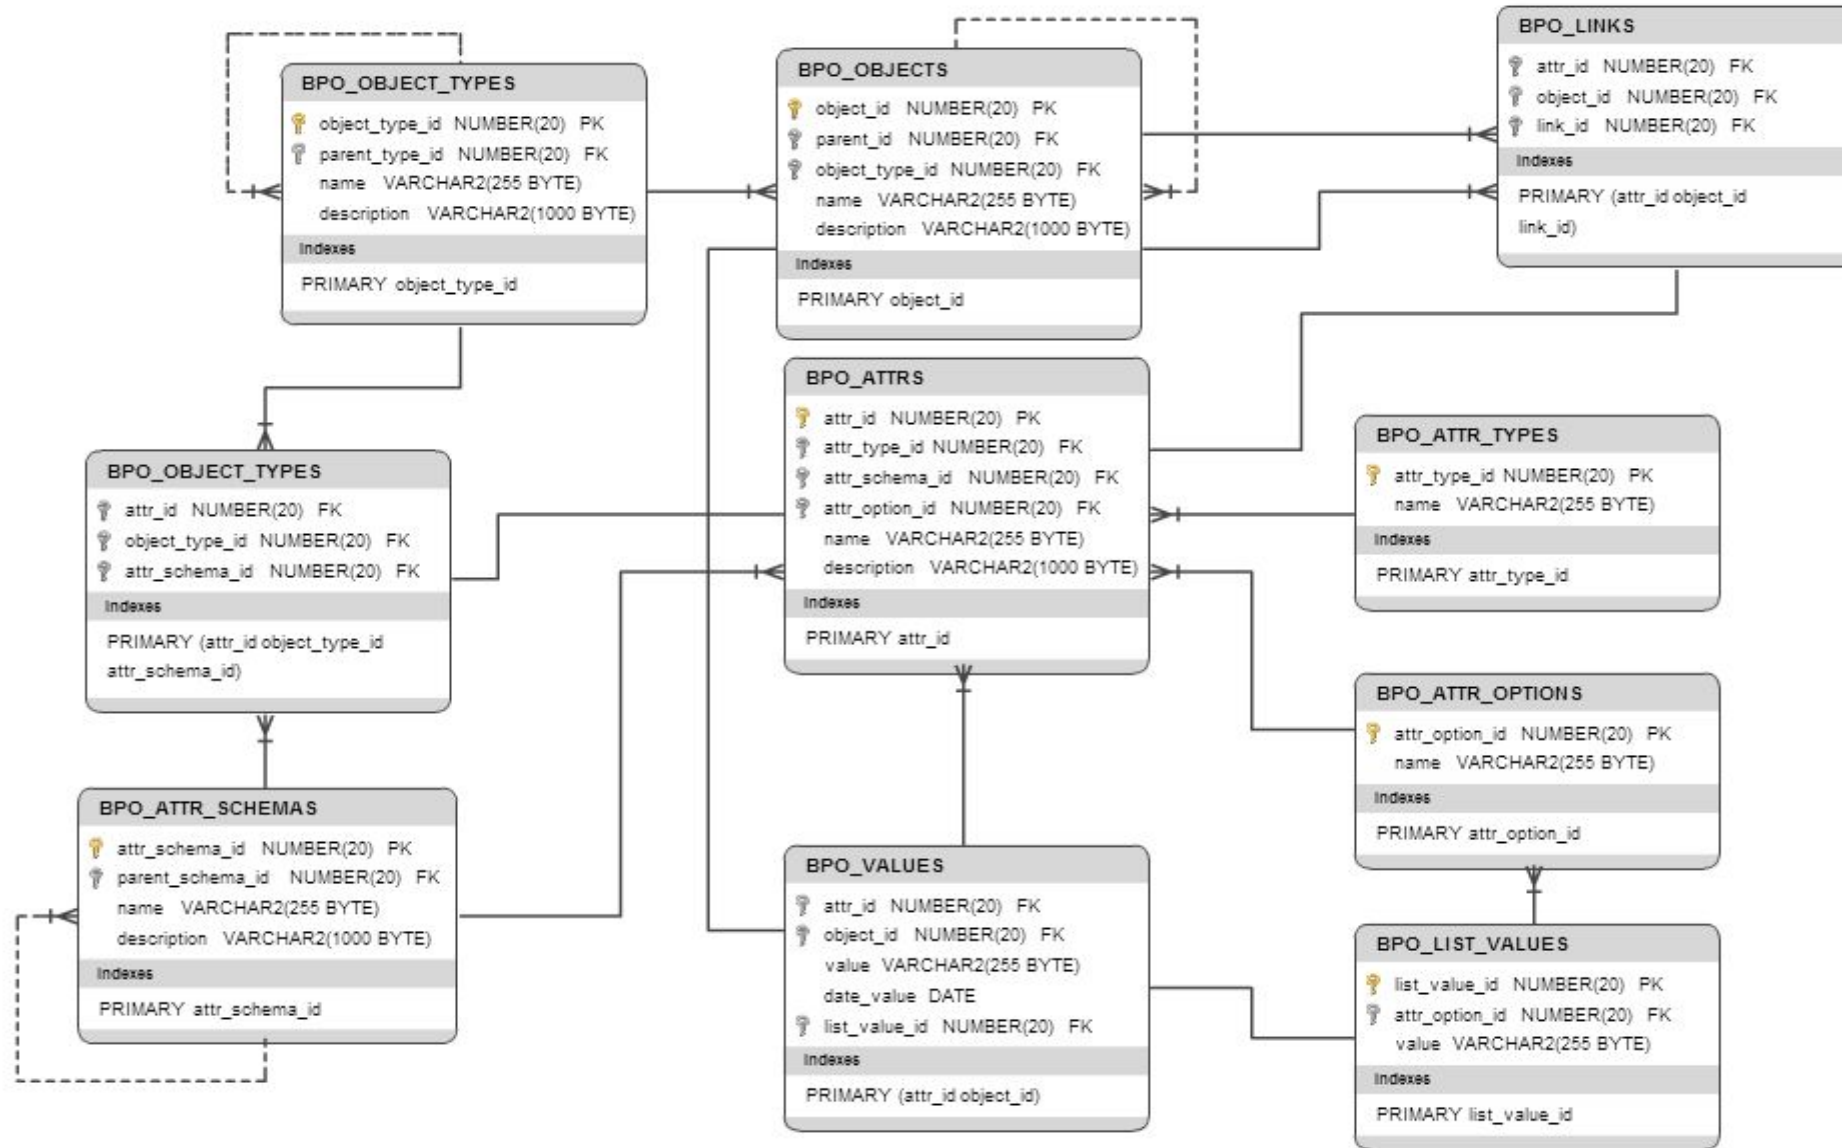 BPO_OBJECT_TYPES
object_type_id NUMBER(20) PK
parent_type_id NUMBER(20) FK
name VARCHAR2(255 BYTE)
description VARCHAR2(1000 BYTE)
Indexes
PRIMARY object_type_id
BPO_OBJECTS
object_id NUMBER(20) PK
parent_id NUMBER(20) FK
object_type_id NUMBER(20) FK
name VARCHAR2(255 BYTE)
description VARCHAR2(1000 BYTE)
Indexes
PRIMARY object_id
BPO_LINKS
attr_id NUMBER(20) FK
object_id NUMBER(20) FK
link_id NUMBER(20) FK
Indexes
PRIMARY (attr_id object_id
link_id)
BPO_OBJECT_TYPES
attr_id NUMBER(20) FK
object_type_id NUMBER(20) FK
attr_schema_id NUMBER(20) FK
Indexes
PRIMARY (attr_id object_type_id
attr_schema_id)
BPO_ATTRS
attr_id NUMBER(20) PK
attr_type_id NUMBER(20) FK
attr_schema_id NUMBER(20) FK
attr_option_id NUMBER(20) FK
name VARCHAR2(255 BYTE)
description VARCHAR2(1000 BYTE)
Indexes
PRIMARY attr_id
BPO_ATTR_TYPES
attr_type_id NUMBER(20) PK
name VARCHAR2(255 BYTE)
Indexes
PRIMARY attr_type_id
BPO_ATTR_OPTIONS
attr_option_id NUMBER(20) PK
name VARCHAR2(255 BYTE)
Indexes
PRIMARY attr_option_id
BPO_ATTR_SCHEMAS
attr_schema_id NUMBER(20) PK
parent_schema_id NUMBER(20) FK
name VARCHAR2(255 BYTE)
description VARCHAR2(1000 BYTE)
Indexes
PRIMARY attr_schema_id
BPO_VALUES
attr_id NUMBER(20) FK
object_id NUMBER(20) FK
value VARCHAR2(255 BYTE)
date_value DATE
list_value_id NUMBER(20) FK
Indexes
PRIMARY (attr_id object_id)
BPO_LIST_VALUES
list_value_id NUMBER(20) PK
attr_option_id NUMBER(20) FK
value VARCHAR2(255 BYTE)
Indexes
PRIMARY list_value_id